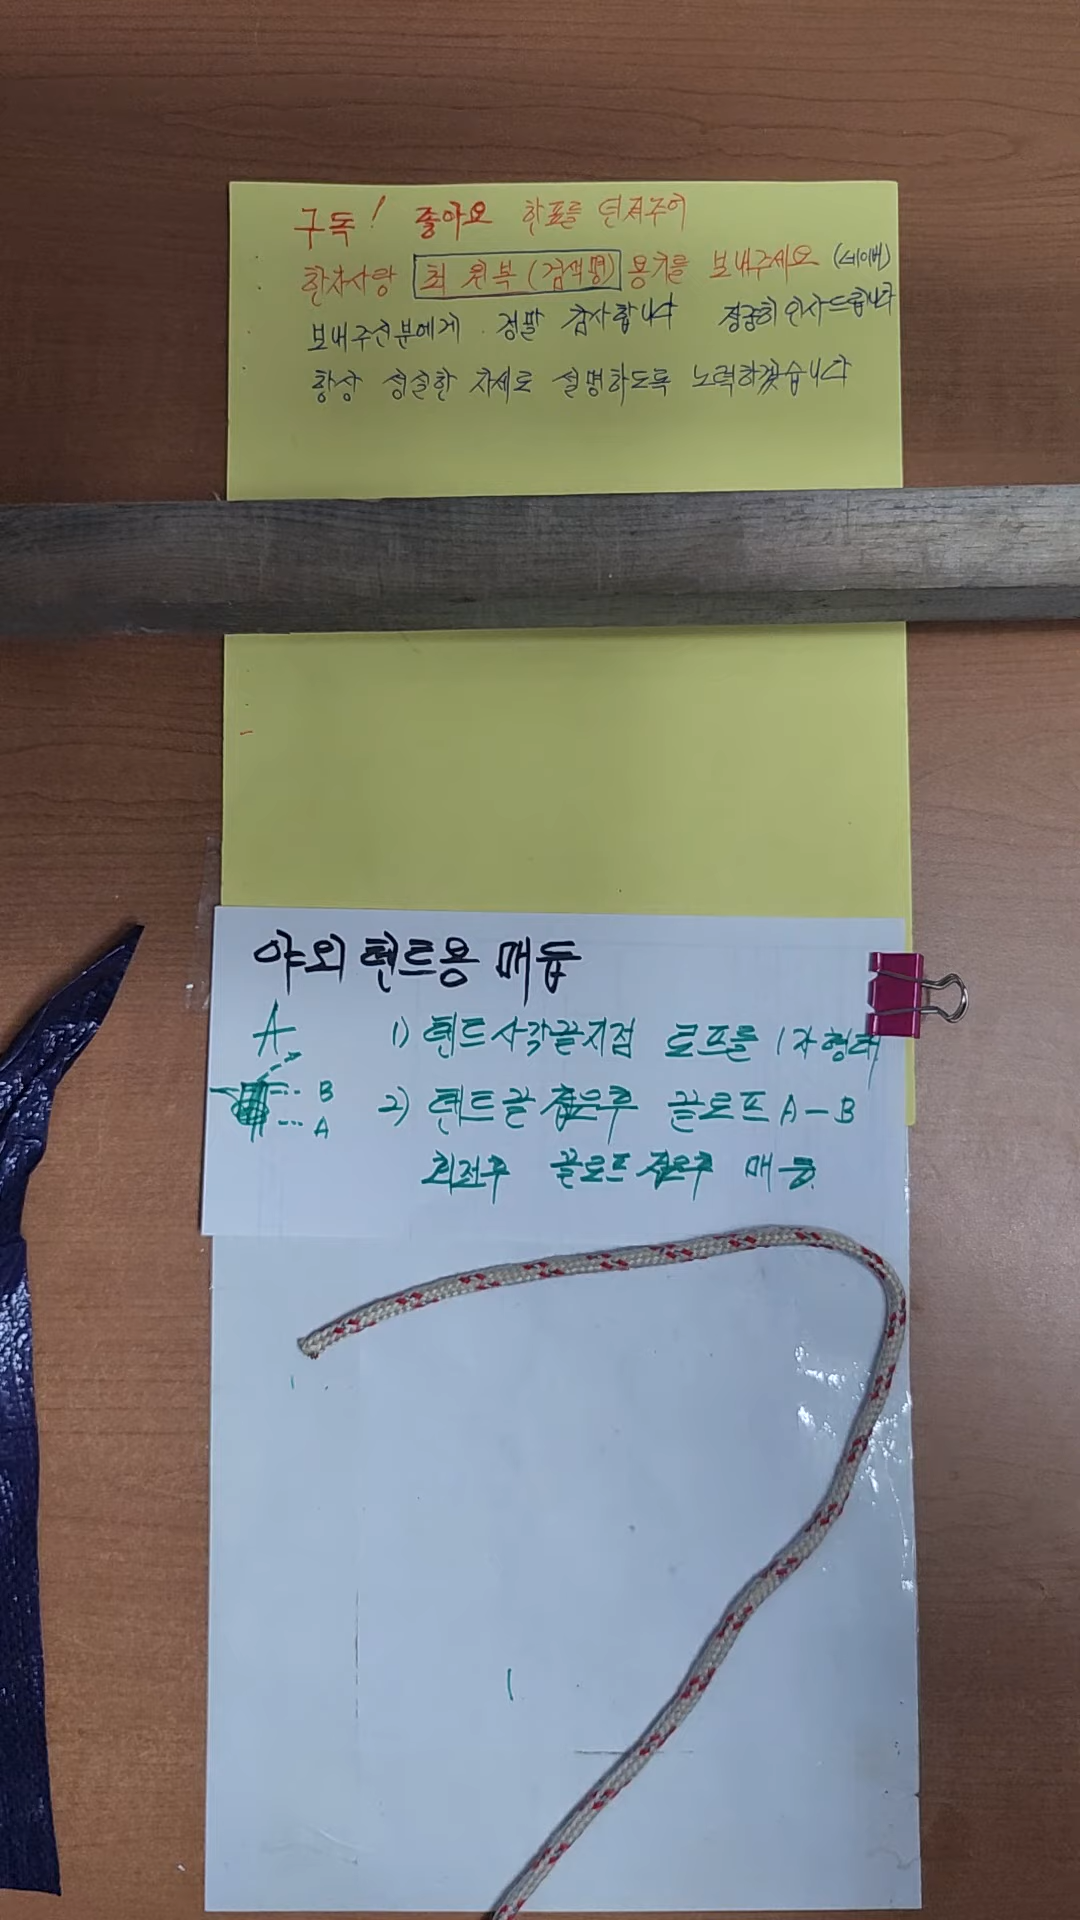 구독! 좋아요 한표를 던져주어
한자사랑 최원복(검색명) 용기를 보내주세요 (네이버)
보내주신분에게 정말 감사합니다 정중히 인사드립니다
항상 성실한 자세로 설명하도록 노력하겠습니다
야외 텐트용 매듭
A
B
A
1) 텐트사각끝지점 로프를 1자형태
2) 텐트끝 접은후 끝로프 A-B
회전후 끝로프 접은후 매듭.